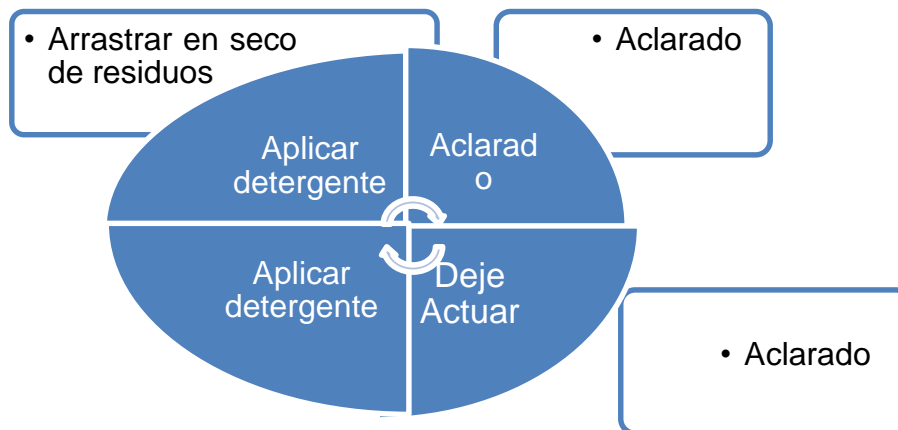 • Arrastrar en seco
de residuos
• Aclarado
Aplicar
detergente
Aclarad
o
Aplicar
detergente
Deje
Actuar
• Aclarado